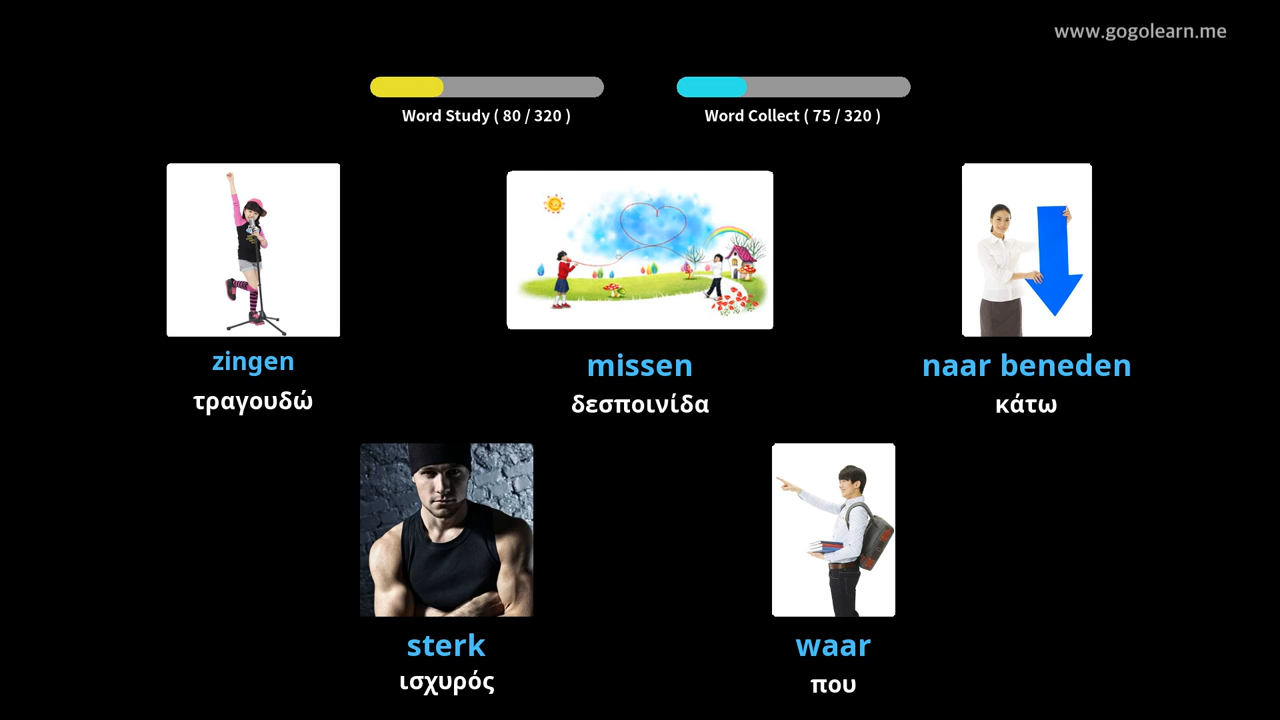 www.gogolearn.me
Word Study ( 80 / 320 )
Word Collect ( 75 / 320 )
zingen
τραγουδώ
missen
δεσποινίδα
naar beneden
κάτω
sterk
ισχυρός
waar
που